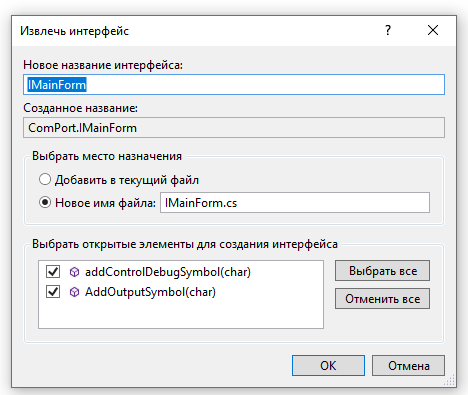 Извлечь интерфейс
?
Новое название интерфейса:
IMainForm
Созданное название:
ComPort.IMainForm
Выбрать место назначения
Добавить в текущий файл
Новое имя файла: IMainForm.cs
Выбрать открытые элементы для создания интерфейса
addControlDebugSymbol(char)
AddOutputSymbol(char)
Выбрать все
Отменить все
OK
Отмена